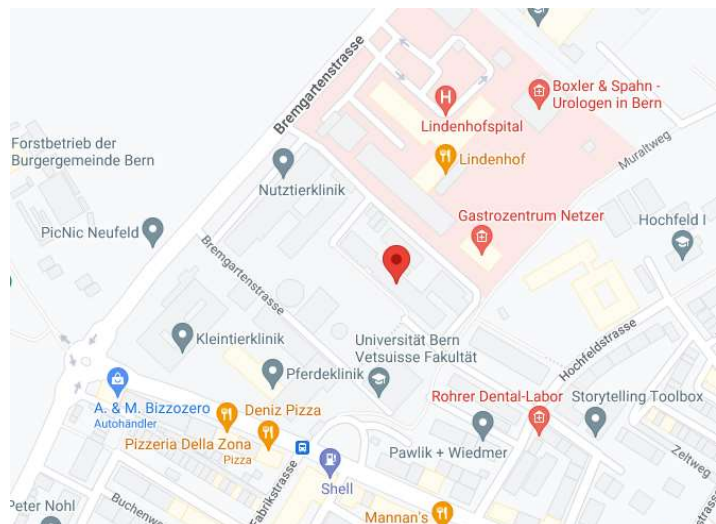 Bremgartenstrasse
Boxler & Spahn -
Urologen in Bern
H
Lindenhofspital
Muraltweg
Forstbetrieb der
Burgergemeinde Bern
Lindenhof
Nutztierklinik
Gastrozentrum Netzer
Hochfeld I
PicNic Neufeld
Bremgartenstrasse
Kleintierklinik
Universität Bern
Vetsuisse Fakultät
Hochfeldstrasse
Pferdeklinik
Rohrer Dental-Labor
Storytelling Toolbox
A. & M. Bizzozero
Autohändler
Deniz Pizza
Pizzeria Della Zona
Pizza
Pawlik + Wiedmer
Zeltweg
Shell
Fabrikstrasse
Peter Nohl
Buchenweg
Mannan's